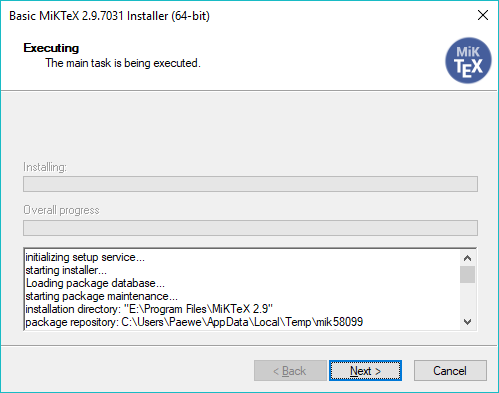 Basic MiKTeX 2.9.7031 Installer (64-bit)
Executing
The main task is being executed.
MiK
TEX
Installing:
Overall progress
initializing setup service...
starting installer...
Loading package database...
starting package maintenance...
installation directory: "E:\Program Files\MiKTeX 2.9"
package repository: C:\Users\Paewe\AppData\Local\Temp\mik58099
< Back
Next >
Cancel